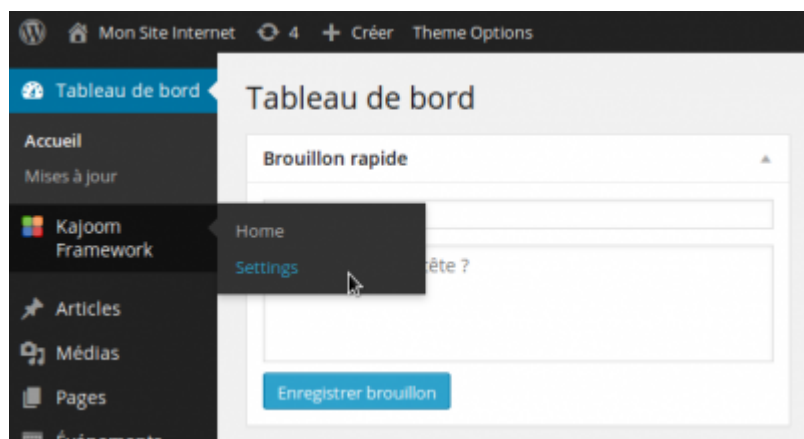 Mon Site Internet 4 Créer Theme Options
Tableau de bord
Accueil
Mises à jour
Kajoom
Framework
Home
Settings
Articles
Médias
Pages
Tableau de bord
Brouillon rapide
ête ?
Enregistrer brouillon